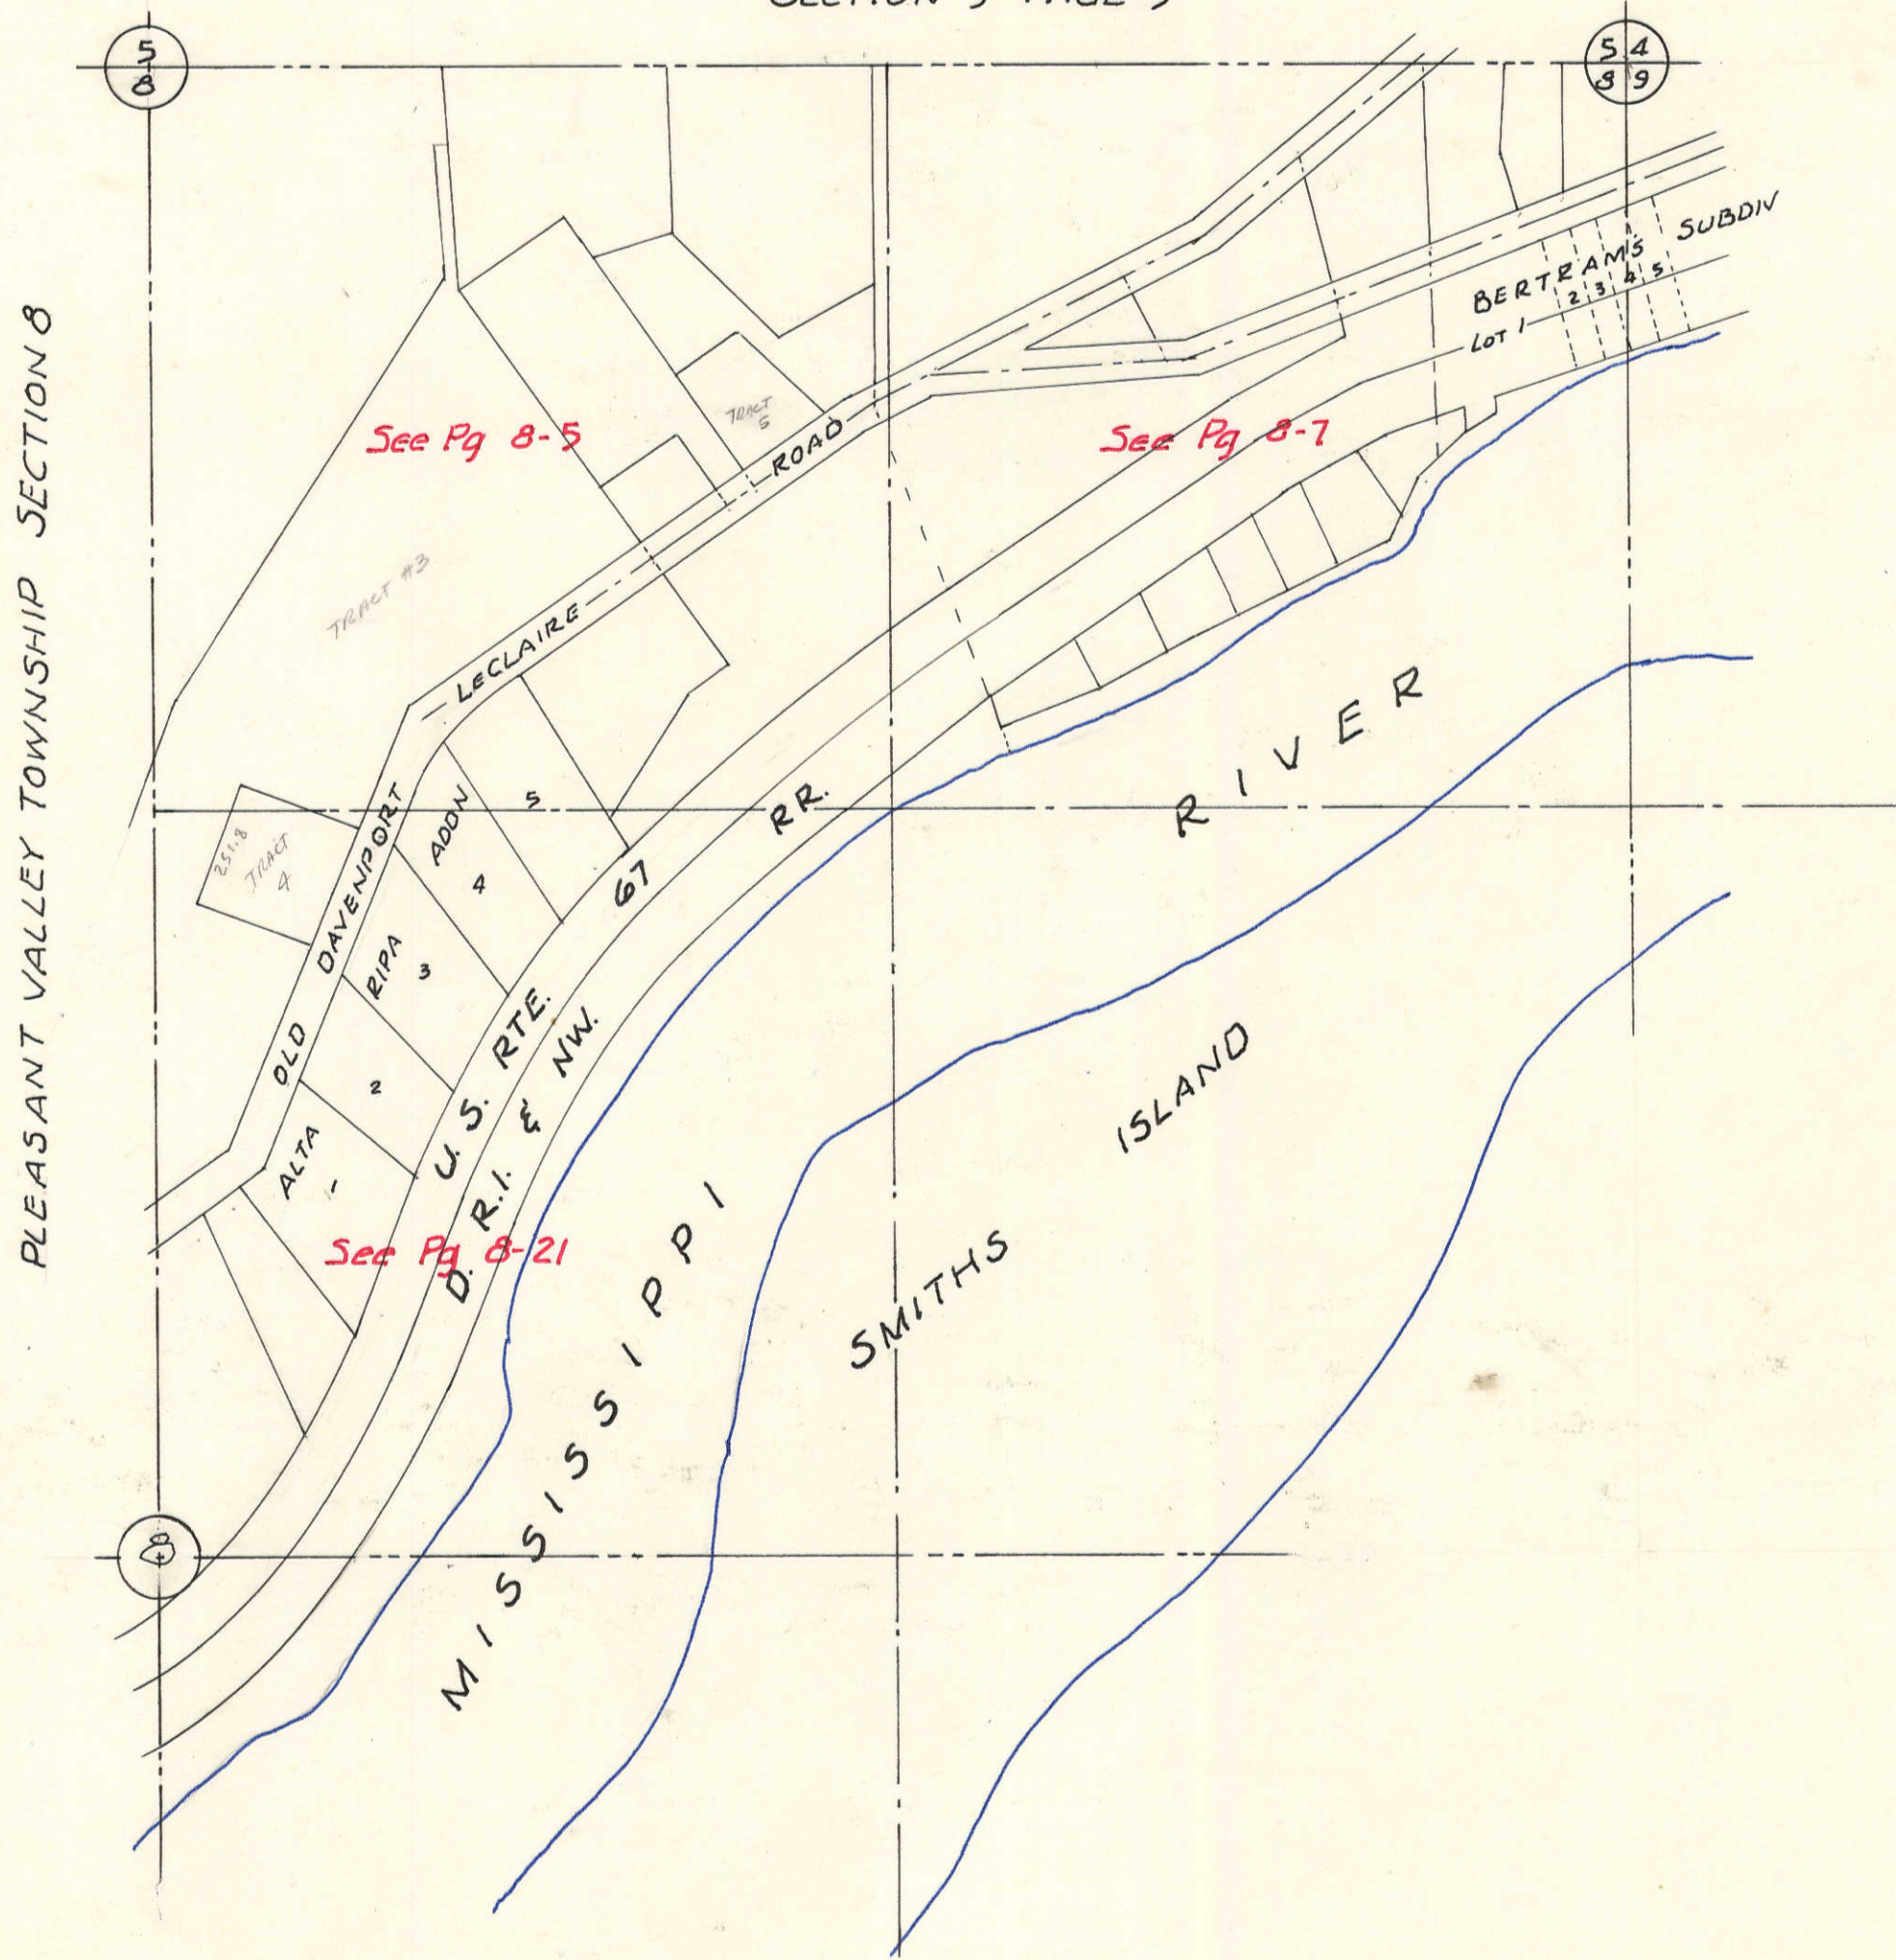 SECTION 5 PAGE 5
5
8
5 4
8 9
PLEASANT VALLEY TOWNSHIP SECTION 8
BERTRAM'S SUBDIV
LOT 1
2
3
4
5
See Pg 8-5
See Pg 8-7
TRACT
5
TRACT #3
OLD DAVENPORT - LECLAIRE ROAD
251.8
TRACT
4
ALTA RIPA ADDN
5
4
3
2
1
U.S. RTE. 67
D. R.I. & NW. RR.
See Pg 8-21
MISSISSIPPI RIVER
SMITHS ISLAND
8